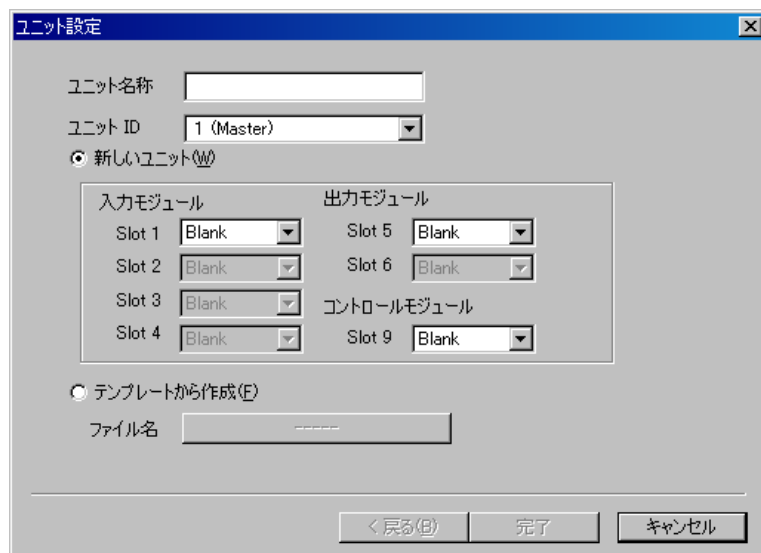 ユニット設定
ユニット名称
ユニット ID 1 (Master)
新しいユニット(W)
入力モジュール
Slot 1 Blank
Slot 2 Blank
Slot 3 Blank
Slot 4 Blank
出力モジュール
Slot 5 Blank
Slot 6 Blank
コントロールモジュール
Slot 9 Blank
テンプレートから作成(F)
ファイル名 -----
< 戻る(B) 完了 キャンセル